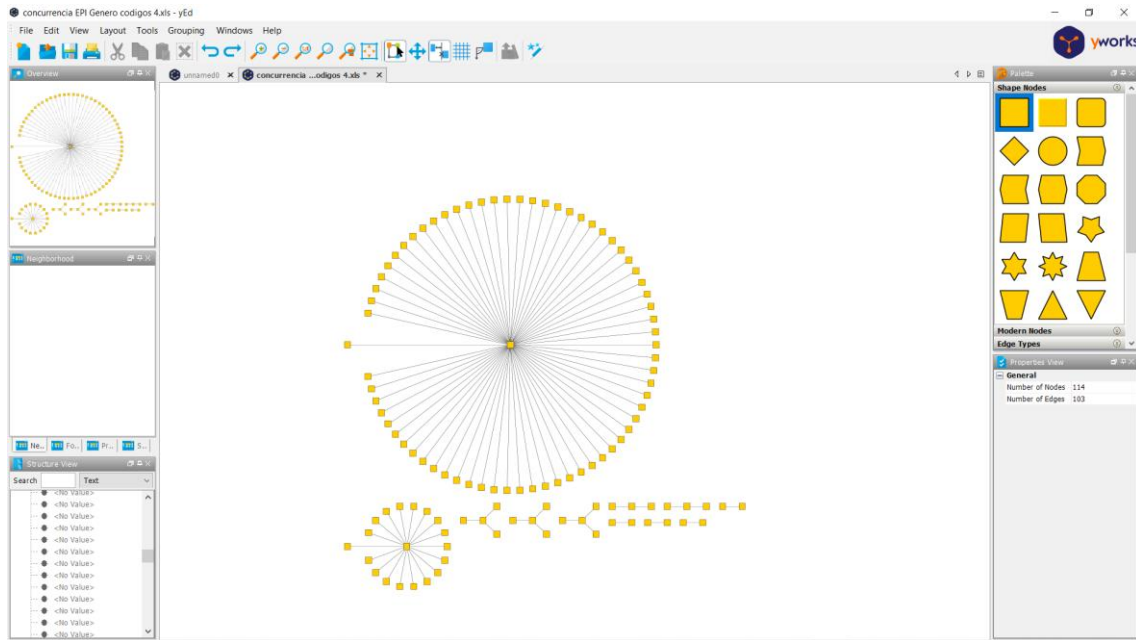 concurrencia EPI Genero codigos 4.xls - yEd
File Edit View Layout Tools Grouping Windows Help
yworks
Overview
unnamed0
concurrencia ...odigos 4.xls *
Palette
Shape Nodes
Neighborhood
Modern Nodes
Edge Types
Properties View
General
Number of Nodes 114
Number of Edges 103
Ne... Fo... Pr... S...
Structure View
Search Text
<No Value>
<No Value>
<No Value>
<No Value>
<No Value>
<No Value>
<No Value>
<No Value>
<No Value>
<No Value>
<No Value>
<No Value>
<No Value>